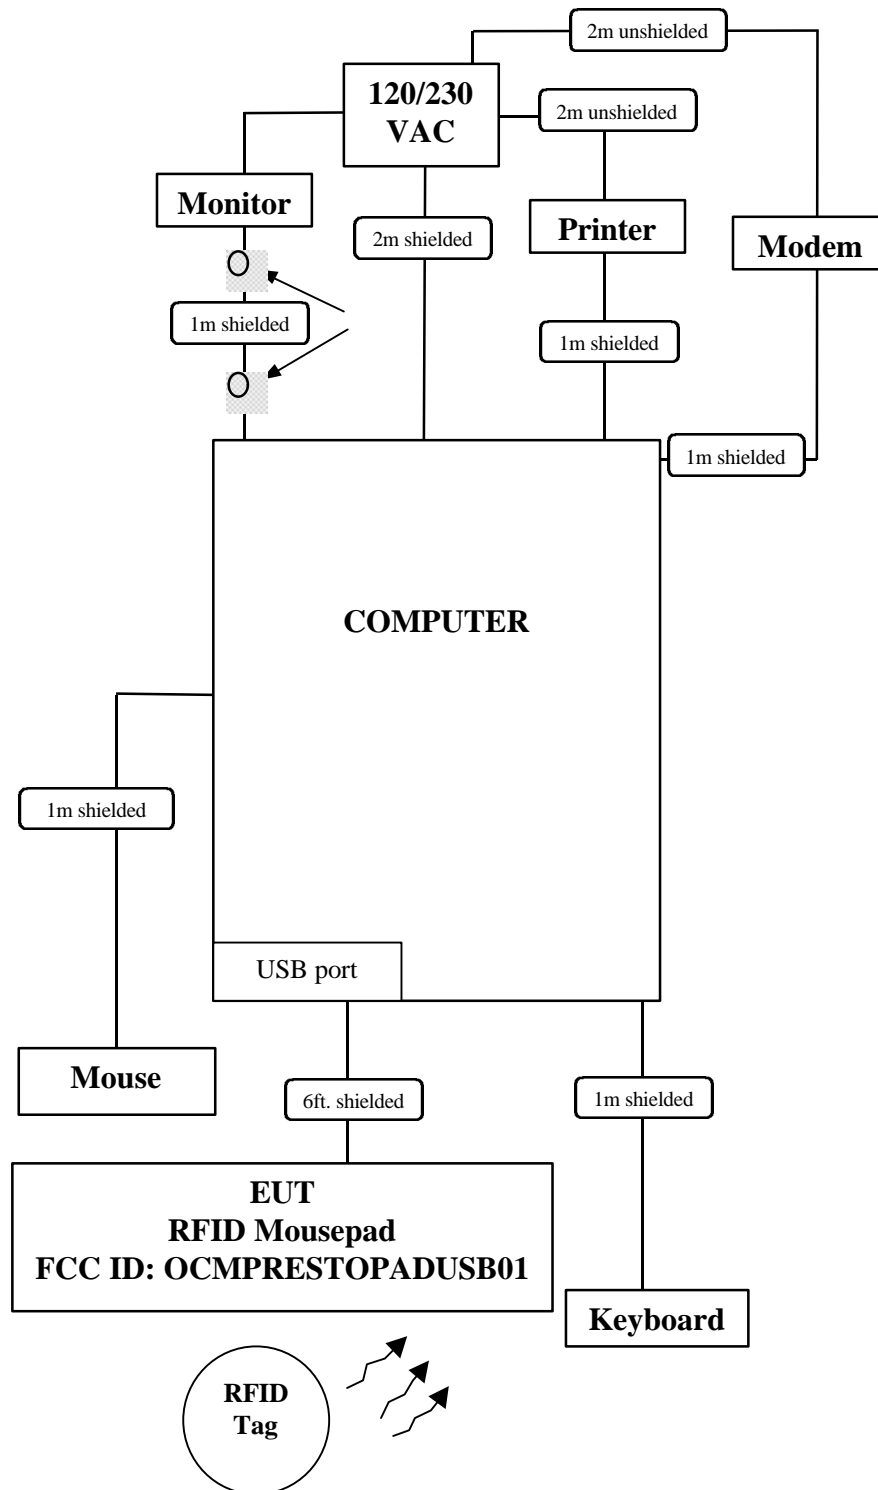 2m unshielded
120/230
VAC
2m unshielded
Monitor
2m shielded
Printer
Modem
1m shielded
1m shielded
1m shielded
COMPUTER
1m shielded
USB port
Mouse
6ft. shielded
1m shielded
EUT
RFID Mousepad
FCC ID: OCMPRESTOPADUSB01
Keyboard
RFID
Tag